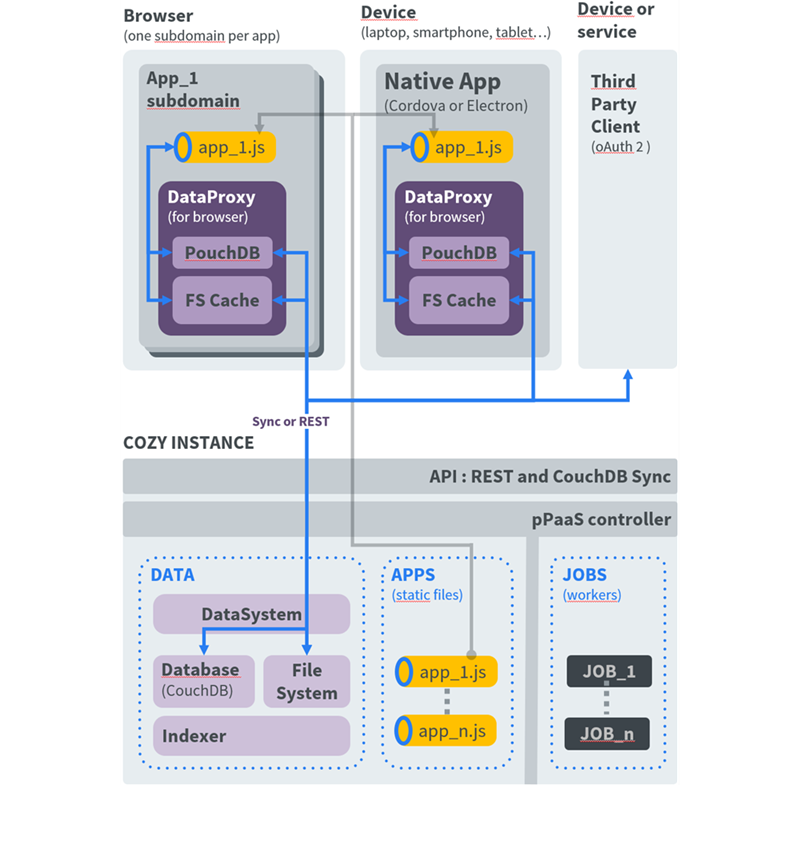 Browser
(one subdomain per app)
App_1
subdomain
app_1.js
DataProxy
(for browser)
PouchDB
FS Cache
Device
(laptop, smartphone, tablet...)
Native App
(Cordova or Electron)
app_1.js
DataProxy
(for browser)
PouchDB
FS Cache
Device or
service
Third
Party
Client
(oAuth 2 )
Sync or REST
COZY INSTANCE
API : REST and CouchDB Sync
pPaaS controller
DATA
DataSystem
Database
(CouchDB)
File
System
Indexer
APPS
(static files)
app_1.js
app_n.js
JOBS
(workers)
JOB_1
JOB_n